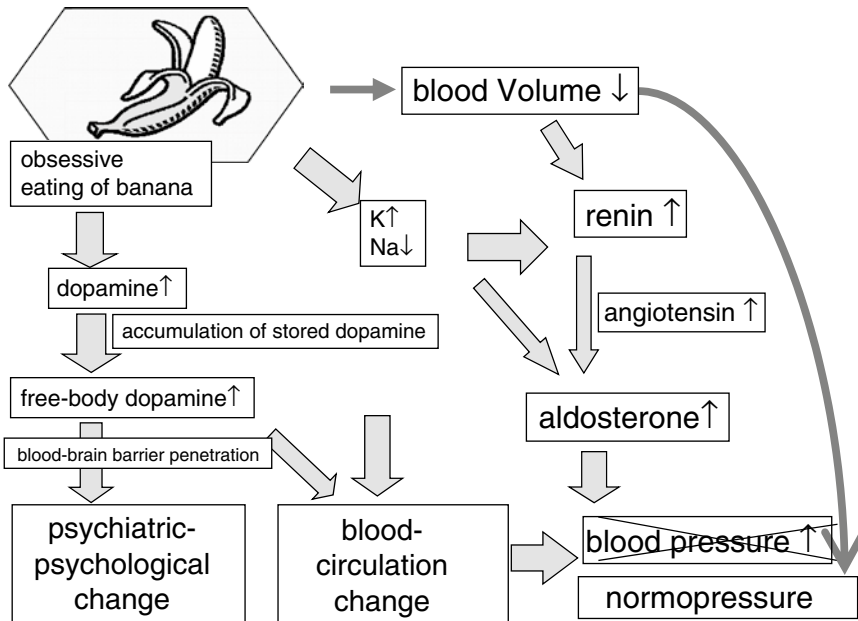 blood Volume ↓
obsessive
eating of banana
K↑
Na↓
renin ↑
dopamine↑
angiotensin ↑
accumulation of stored dopamine
free-body dopamine↑
aldosterone↑
blood-brain barrier penetration
psychiatric-
psychological
change
blood-
circulation
change
blood pressure ↑
normopressure